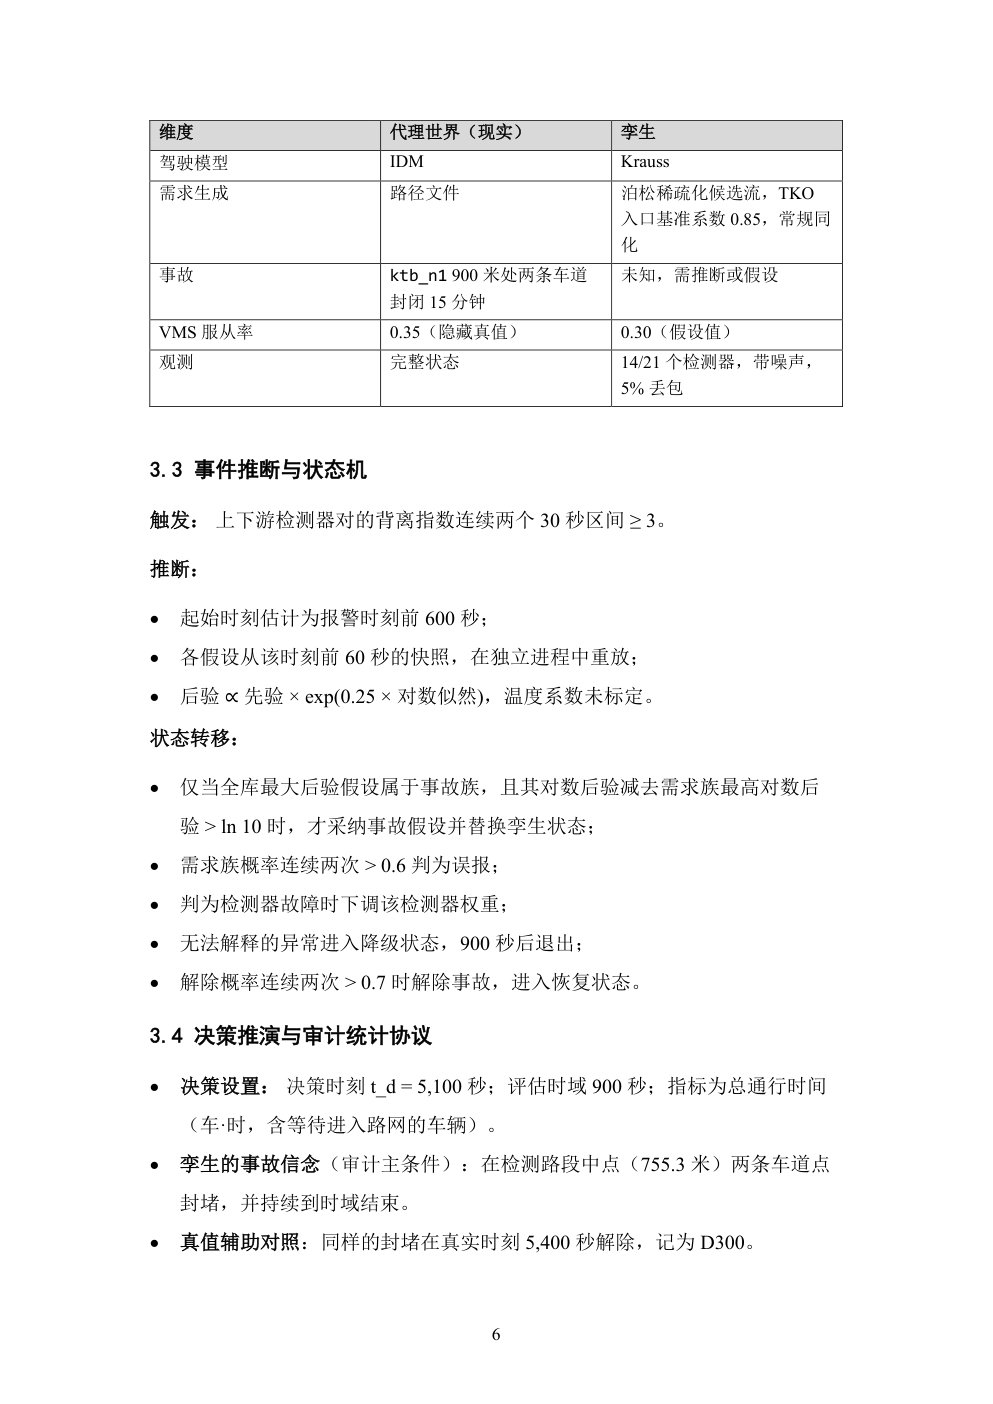 维度 代理世界（现实） 孪生
驾驶模型 IDM Krauss
需求生成 路径文件 泊松稀疏化候选流，TKO
入口基准系数 0.85，常规同
化
事故 ktb_n1 900 米处两条车道 未知，需推断或假设
封闭 15 分钟
VMS 服从率 0.35（隐藏真值） 0.30（假设值）
观测 完整状态 14/21 个检测器，带噪声，
5% 丢包
3.3 事件推断与状态机
触发： 上下游检测器对的背离指数连续两个 30 秒区间 ≥ 3。
推断：
• 起始时刻估计为报警时刻前 600 秒；
• 各假设从该时刻前 60 秒的快照，在独立进程中重放；
• 后验 ∝ 先验 × exp(0.25 × 对数似然)，温度系数未标定。
状态转移：
• 仅当全库最大后验假设属于事故族，且其对数后验减去需求族最高对数后
验 > ln 10 时，才采纳事故假设并替换孪生状态；
• 需求族概率连续两次 > 0.6 判为误报；
• 判为检测器故障时下调该检测器权重；
• 无法解释的异常进入降级状态，900 秒后退出；
• 解除概率连续两次 > 0.7 时解除事故，进入恢复状态。
3.4 决策推演与审计统计协议
• 决策设置： 决策时刻 t_d = 5,100 秒；评估时域 900 秒；指标为总通行时间
（车·时，含等待进入路网的车辆）。
• 孪生的事故信念（审计主条件）：在检测路段中点（755.3 米）两条车道点
封堵，并持续到时域结束。
• 真值辅助对照：同样的封堵在真实时刻 5,400 秒解除，记为 D300。
6